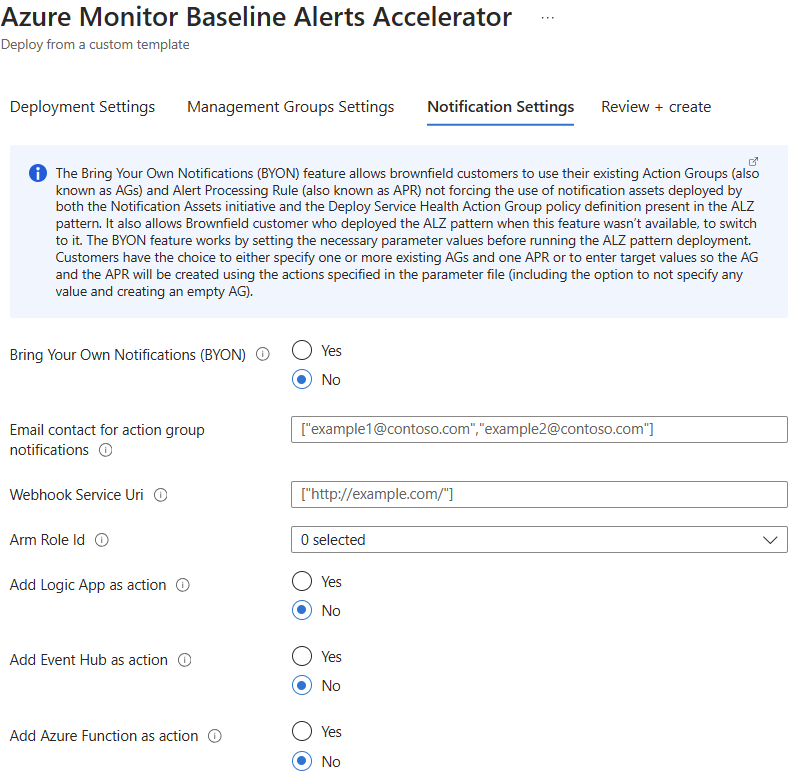 Azure Monitor Baseline Alerts Accelerator ...
Deploy from a custom template
Deployment Settings Management Groups Settings Notification Settings Review + create
The Bring Your Own Notifications (BYON) feature allows brownfield customers to use their existing Action Groups (also
known as AGs) and Alert Processing Rule (also known as APR) not forcing the use of notification assets deployed by
both the Notification Assets initiative and the Deploy Service Health Action Group policy definition present in the ALZ
pattern. It also allows Brownfield customer who deployed the ALZ pattern when this feature wasn't available, to switch
to it. The BYON feature works by setting the necessary parameter values before running the ALZ pattern deployment.
Customers have the choice to either specify one or more existing AGs and one APR or to enter target values so the AG
and the APR will be created using the actions specified in the parameter file (including the option to not specify any
value and creating an empty AG).
Bring Your Own Notifications (BYON) Yes
No
Email contact for action group
notifications
["example1@contoso.com","example2@contoso.com"]
Webhook Service Uri ["http://example.com/"]
Arm Role Id 0 selected
Add Logic App as action Yes
No
Add Event Hub as action Yes
No
Add Azure Function as action Yes
No